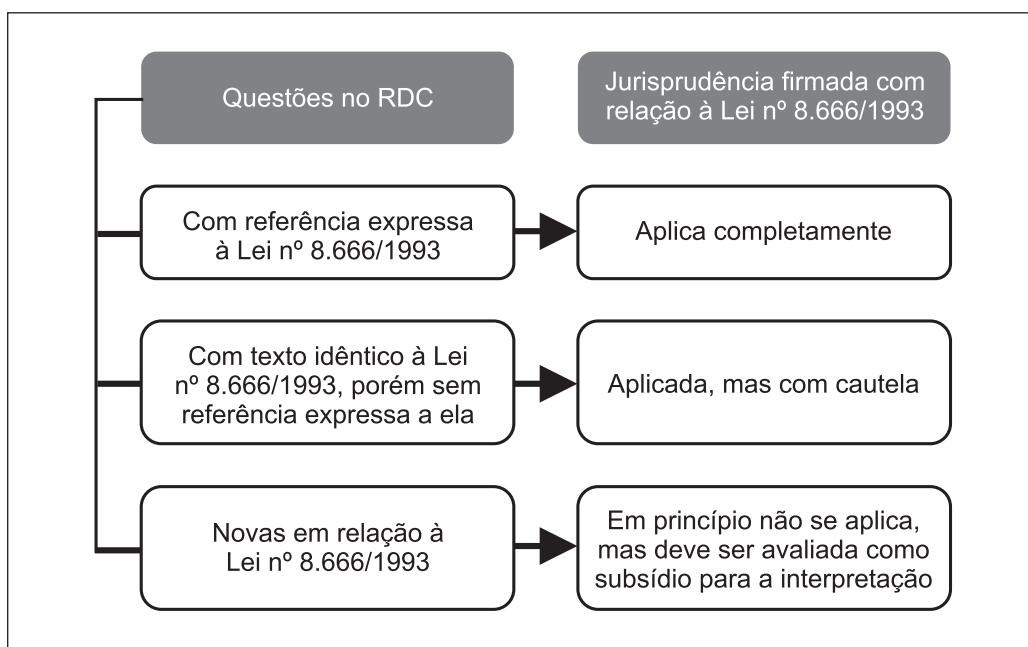 Questões no RDC
Jurisprudência firmada com
relação à Lei nº 8.666/1993
Com referência expressa
à Lei nº 8.666/1993
Aplica completamente
Com texto idêntico à Lei
nº 8.666/1993, porém sem
referência expressa a ela
Aplicada, mas com cautela
Novas em relação à
Lei nº 8.666/1993
Em princípio não se aplica,
mas deve ser avaliada como
subsídio para a interpretação